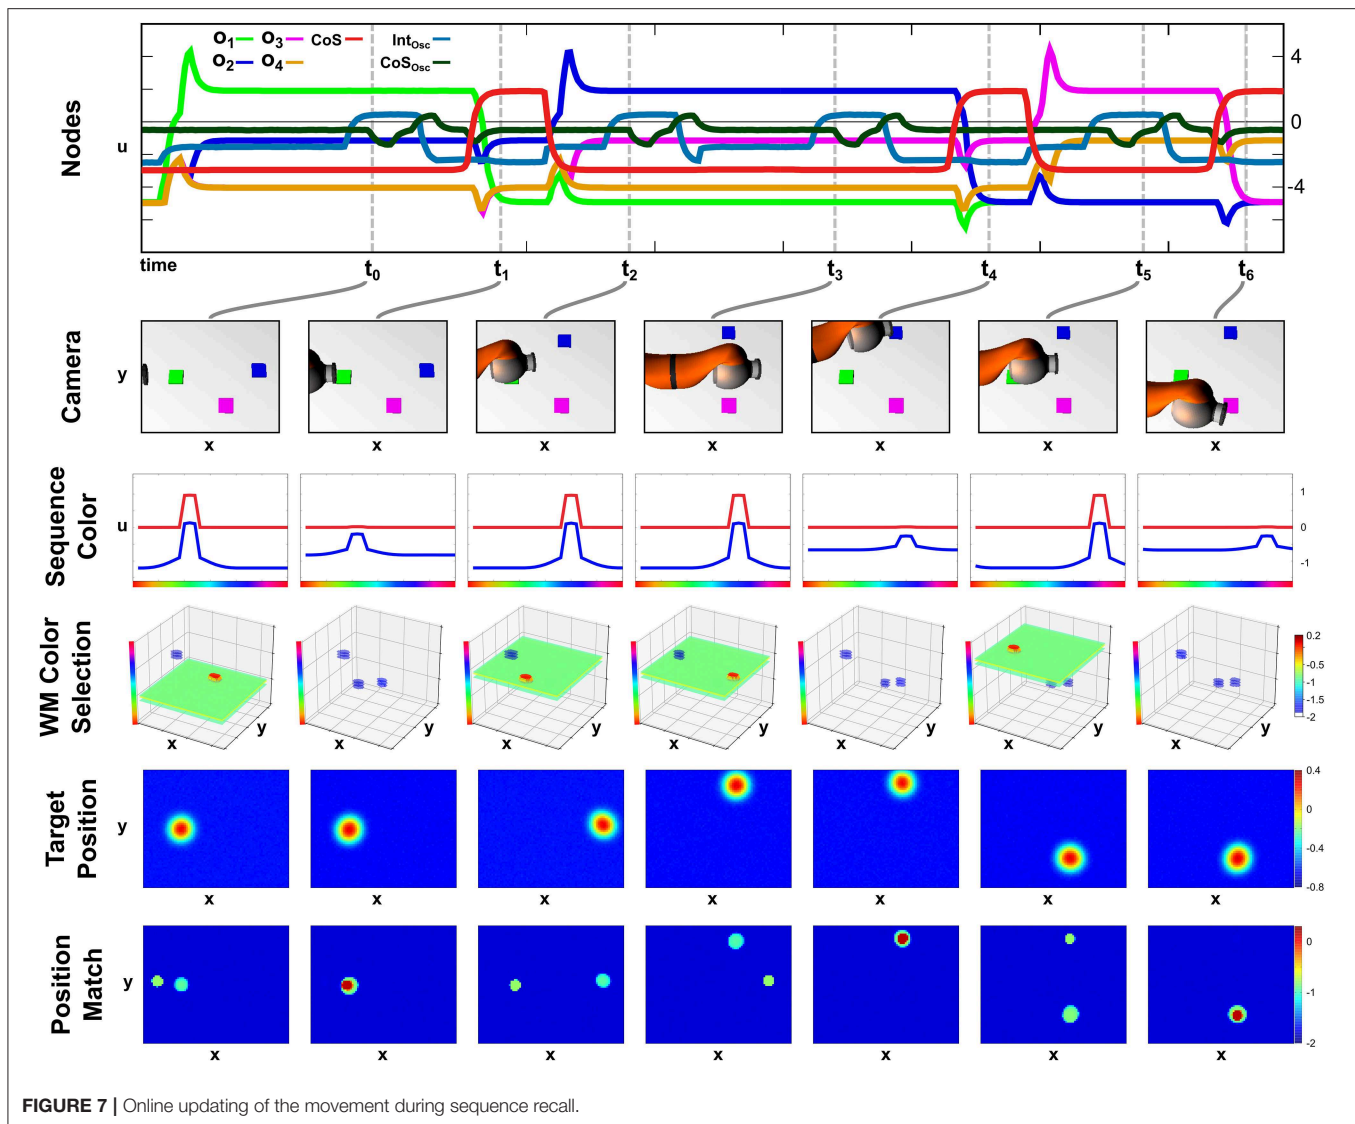 O1 O3 CoS IntOsc
O2 O4 CoSOsc
4
0
-4
Nodes
u
time t0 t1 t2 t3 t4 t5 t6
Camera
y
x x x x x x x
Sequence
Color
u
1
0
-1
WM Color
Selection
0.2
-0.5
-1
-1.5
-2
x y x y x y x y x y x y x y
Target
Position
y
0.4
0
-0.4
-0.8
x x x x x x x
Position
Match
y
0
-1
-2
x x x x x x x
FIGURE 7 | Online updating of the movement during sequence recall.